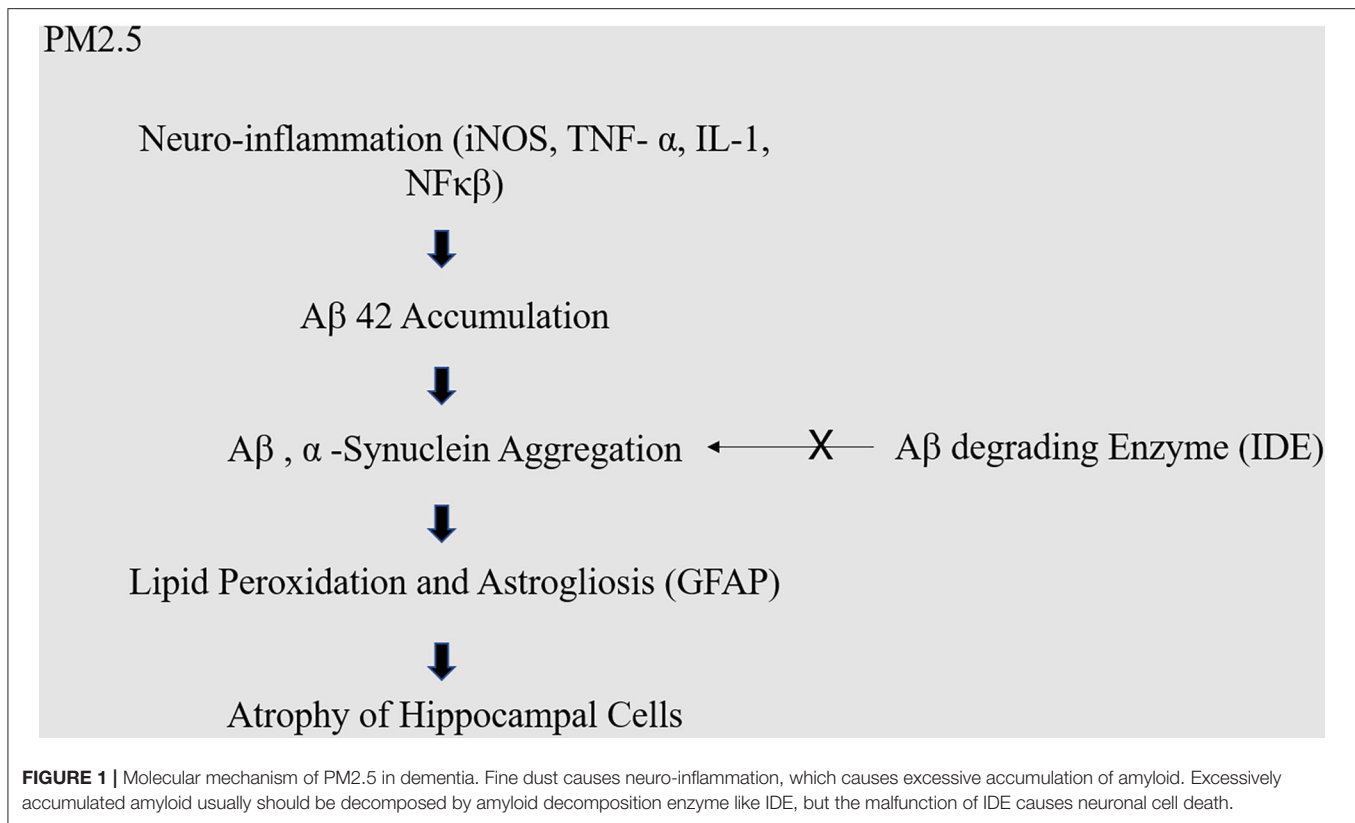 PM2.5
Neuro-inflammation (iNOS, TNF- α, IL-1,
NFκβ)
Aβ 42 Accumulation
Aβ , α -Synuclein Aggregation
X
Aβ degrading Enzyme (IDE)
Lipid Peroxidation and Astrogliosis (GFAP)
Atrophy of Hippocampal Cells
FIGURE 1 | Molecular mechanism of PM2.5 in dementia. Fine dust causes neuro-inflammation, which causes excessive accumulation of amyloid. Excessively
accumulated amyloid usually should be decomposed by amyloid decomposition enzyme like IDE, but the malfunction of IDE causes neuronal cell death.